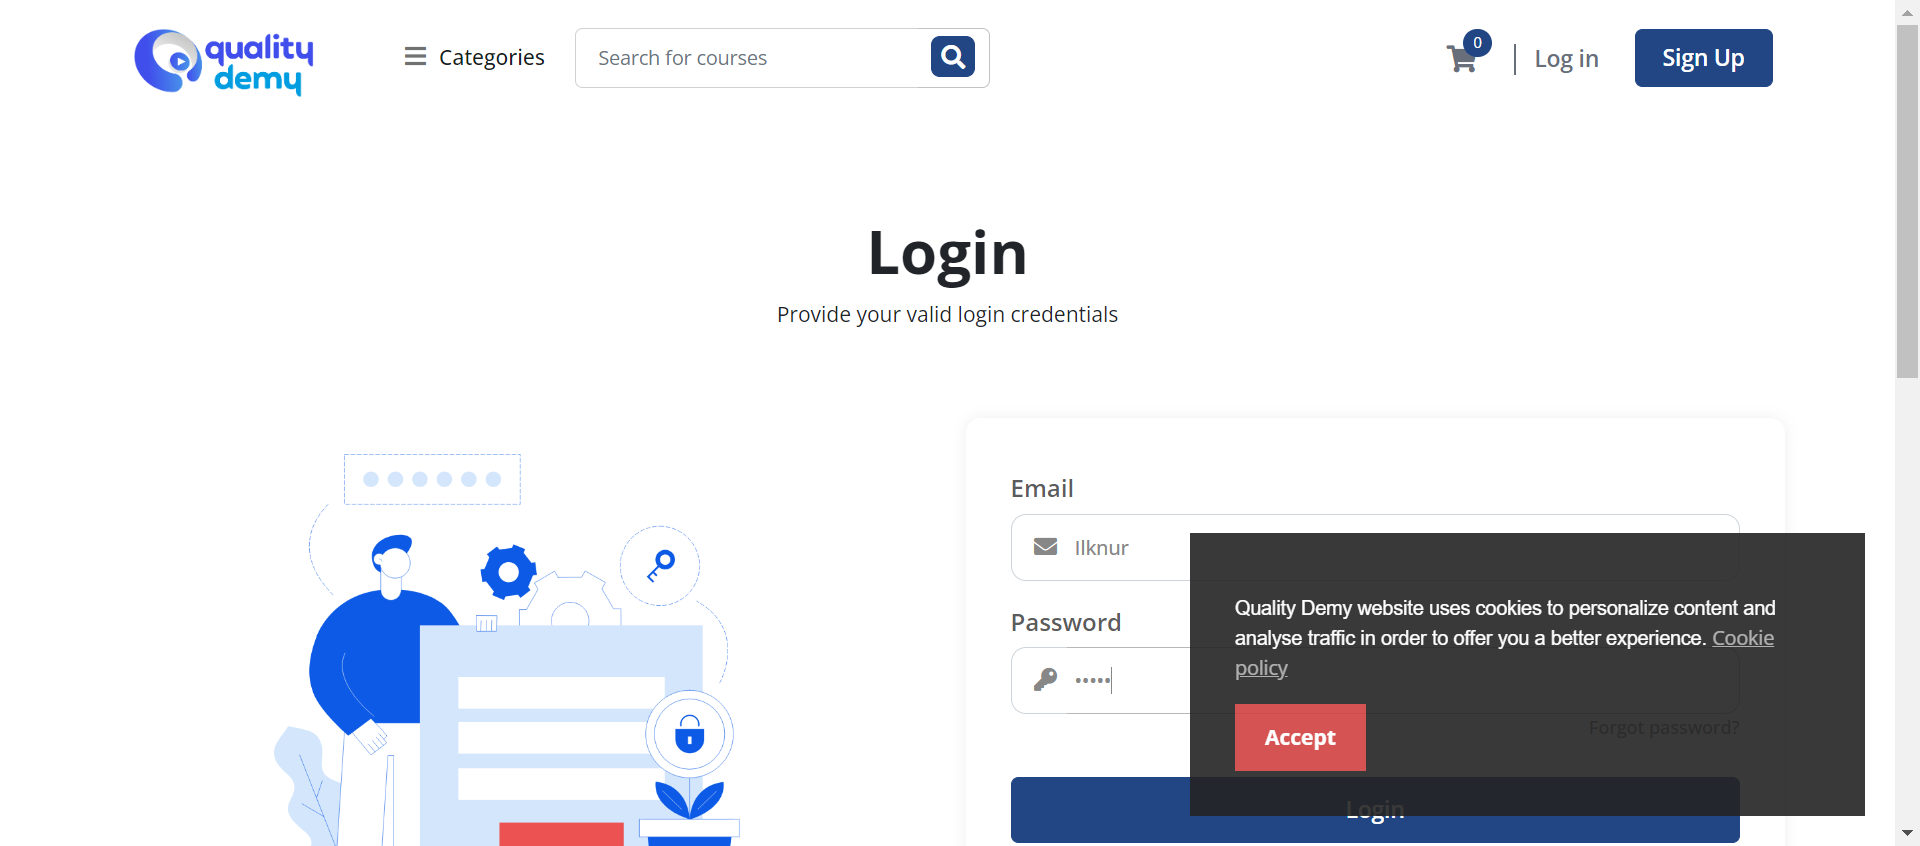 quality
demy
Categories
Search for courses
0
Log in
Sign Up
Login
Provide your valid login credentials
Email
Ilknur
Password
•••••
Forgot password?
Login
Quality Demy website uses cookies to personalize content and
analyse traffic in order to offer you a better experience. Cookie
policy
Accept